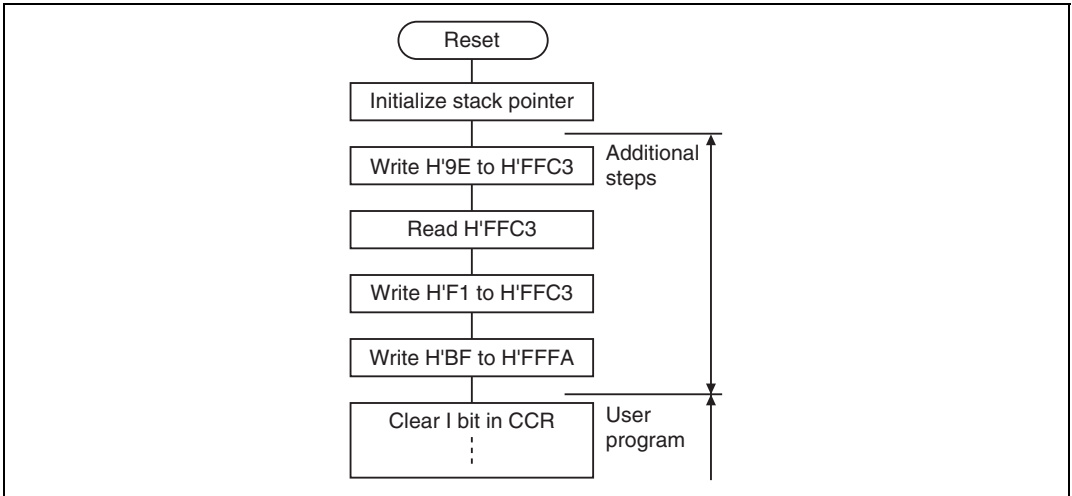 Reset
Initialize stack pointer
Write H'9E to H'FFC3
Additional
steps
Read H'FFC3
Write H'F1 to H'FFC3
Write H'BF to H'FFFA
Clear I bit in CCR
User
program